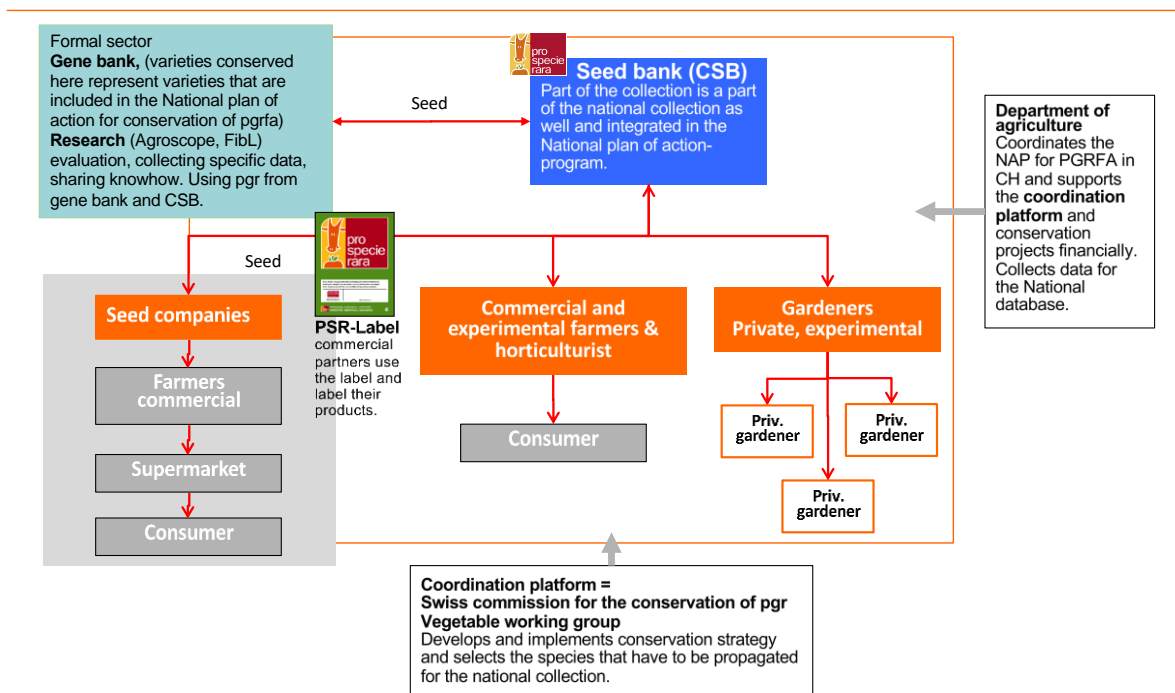 Formal sector
Gene bank, (varieties conserved
here represent varieties that are
included in the National plan of
action for conservation of pgrfa)
Research (Agroscope, FibL)
evaluation, collecting specific data,
sharing knowhow. Using pgr from
gene bank and CSB.
Seed
pro
specie
rara
Seed bank (CSB)
Part of the collection is a part
of the national collection as
well and integrated in the
National plan of action-
program.
Department of
agriculture
Coordinates the
NAP for PGRFA in
CH and supports
the coordination
platform and
conservation
projects financially.
Collects data for
the National
database.
Seed
pro
specie
rara
PSR-Label
commercial
partners use
the label and
label their
products.
Seed companies
Farmers
commercial
Supermarket
Consumer
Commercial and
experimental farmers &
horticulturist
Consumer
Gardeners
Private, experimental
Priv.
gardener
Priv.
gardener
Priv.
gardener
Coordination platform =
Swiss commission for the conservation of pgr
Vegetable working group
Develops and implements conservation strategy
and selects the species that have to be propagated
for the national collection.